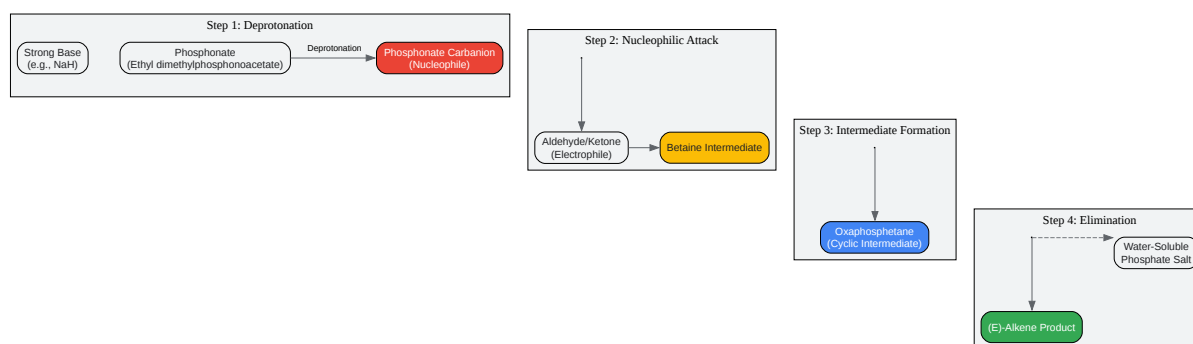 Step 1: Deprotonation
Strong Base
(e.g., NaH)
Phosphonate
(Ethyl dimethylphosphonoacetate)
Deprotonation
Phosphonate Carbanion
(Nucleophile)
Step 2: Nucleophilic Attack
Aldehyde/Ketone
(Electrophile)
Betaine Intermediate
Step 3: Intermediate Formation
Oxaphosphetane
(Cyclic Intermediate)
Step 4: Elimination
Water-Soluble
Phosphate Salt
(E)-Alkene Product